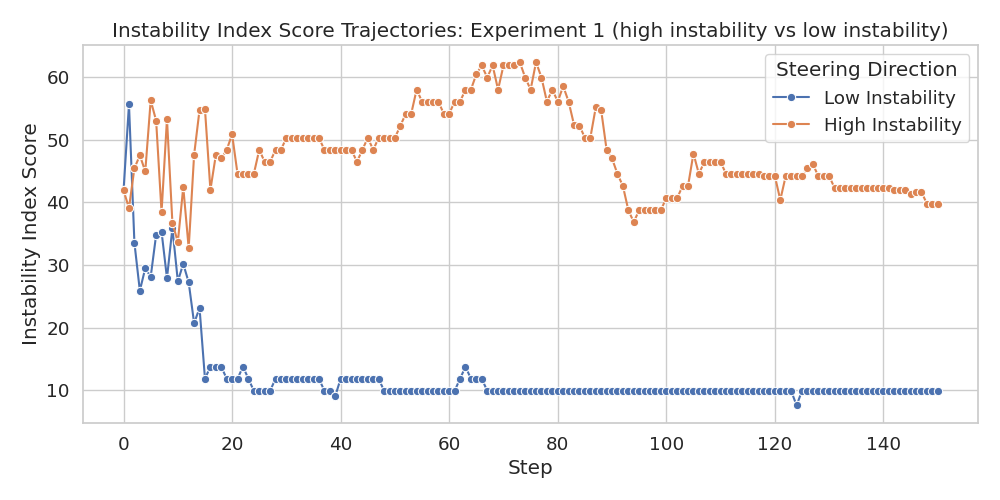 Instability Index Score Trajectories: Experiment 1 (high instability vs low instability)
Steering Direction
Low Instability
High Instability
Instability Index Score
60
50
40
30
20
10
0 20 40 60 80 100 120 140
Step